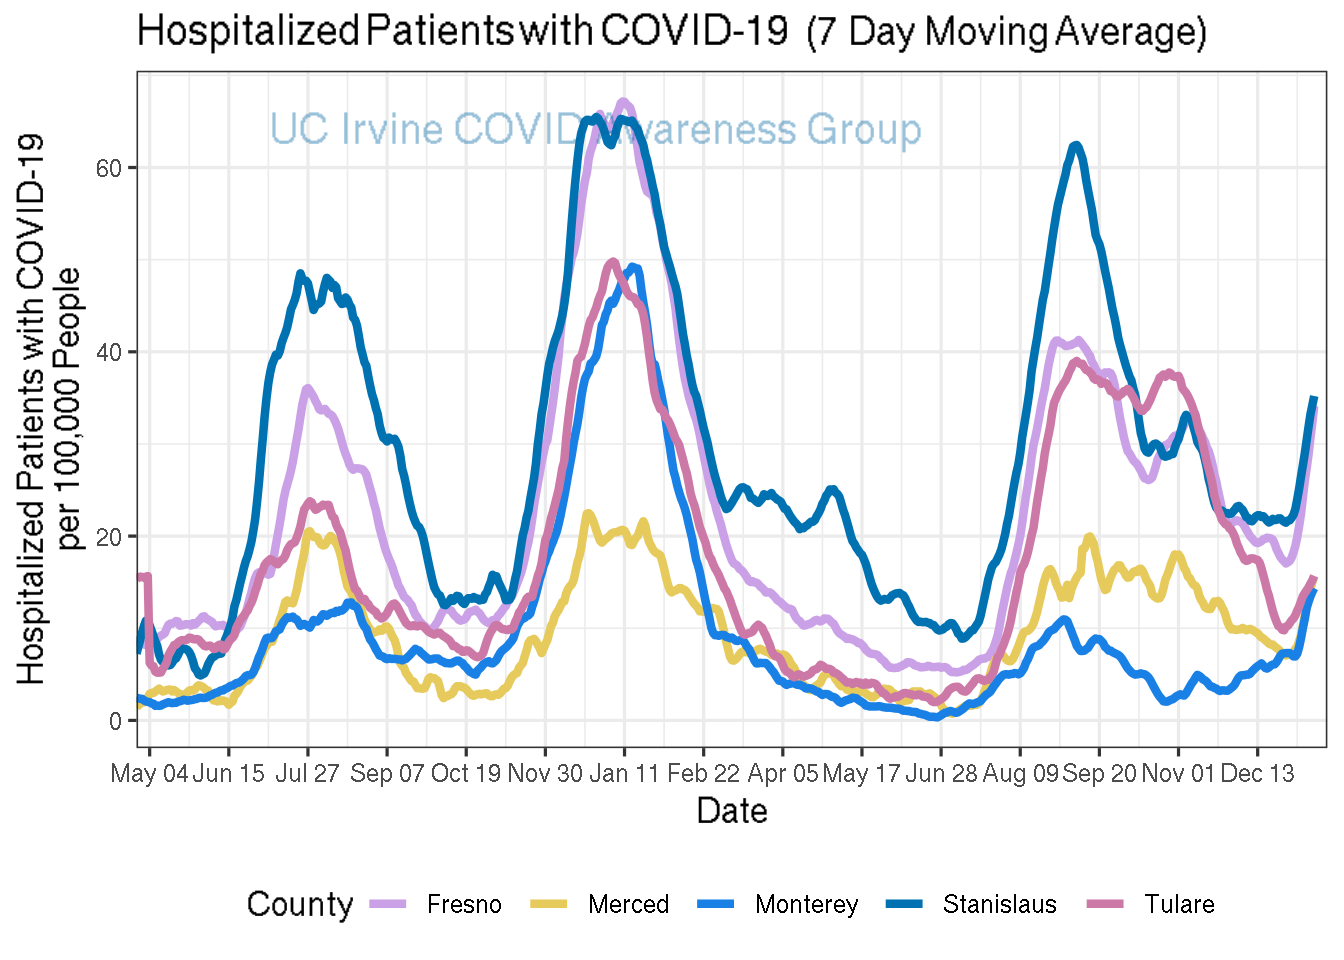 Hospitalized Patients with COVID-19 (7 Day Moving Average)
UC Irvine COVID Awareness Group
Hospitalized Patients with COVID-19
per 100,000 People
60
40
20
0
May 04 Jun 15 Jul 27 Sep 07 Oct 19 Nov 30 Jan 11 Feb 22 Apr 05 May 17 Jun 28 Aug 09 Sep 20 Nov 01 Dec 13
Date
County Fresno Merced Monterey Stanislaus Tulare